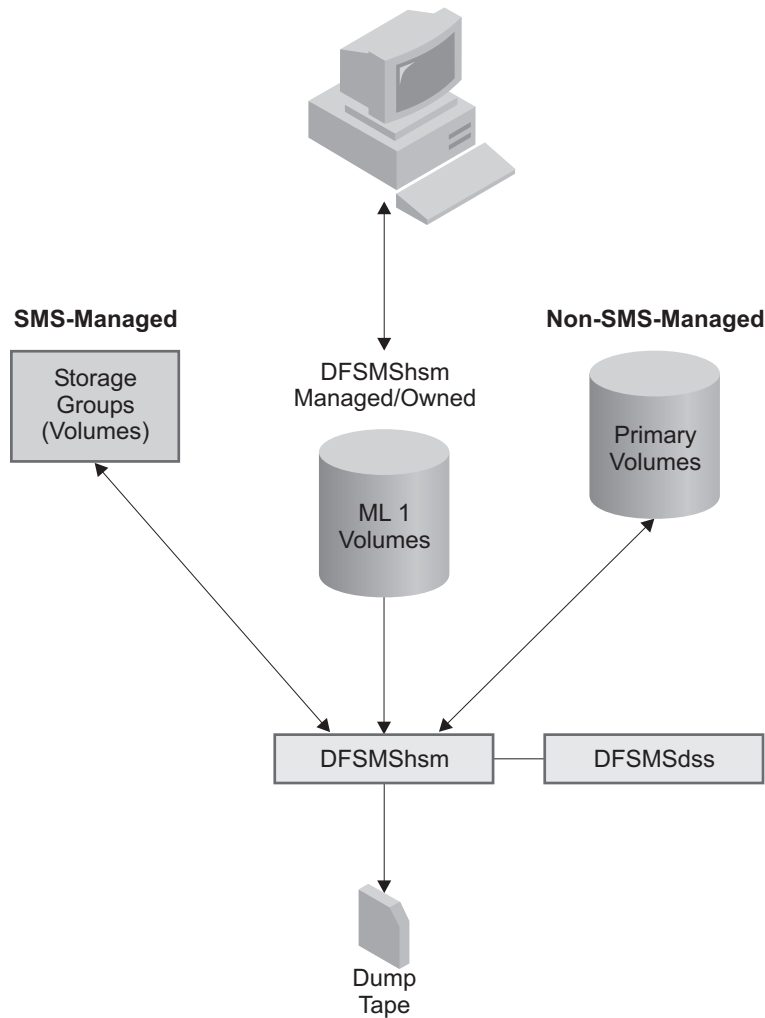 SMS-Managed
Non-SMS-Managed
Storage
Groups
(Volumes)
DFSMShsm
Managed/Owned
ML 1
Volumes
Primary
Volumes
DFSMShsm
DFSMSdss
Dump
Tape